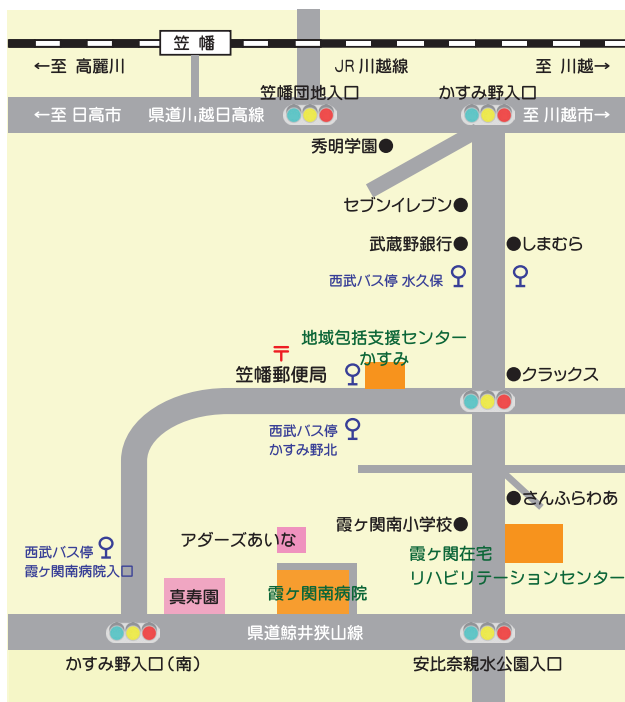 笠 幡
←至 高麗川
JR 川越線
至 川越→
笠幡団地入口
かすみ野入口
←至 日高市
県道川越日高線
至 川越市→
秀明学園●
セブンイレブン●
武蔵野銀行●
●しまむら
西武バス停 水久保
地域包括支援センター
かすみ
〒
笠幡郵便局
●クラックス
西武バス停
かすみ野北
●さんふらわあ
霞ヶ関南小学校●
アダーズあいな
西武バス停
霞ヶ関南病院入口
霞ヶ関在宅
リハビリテーションセンター
真寿園
霞ヶ関南病院
県道鯨井狭山線
かすみ野入口（南）
安比奈親水公園入口